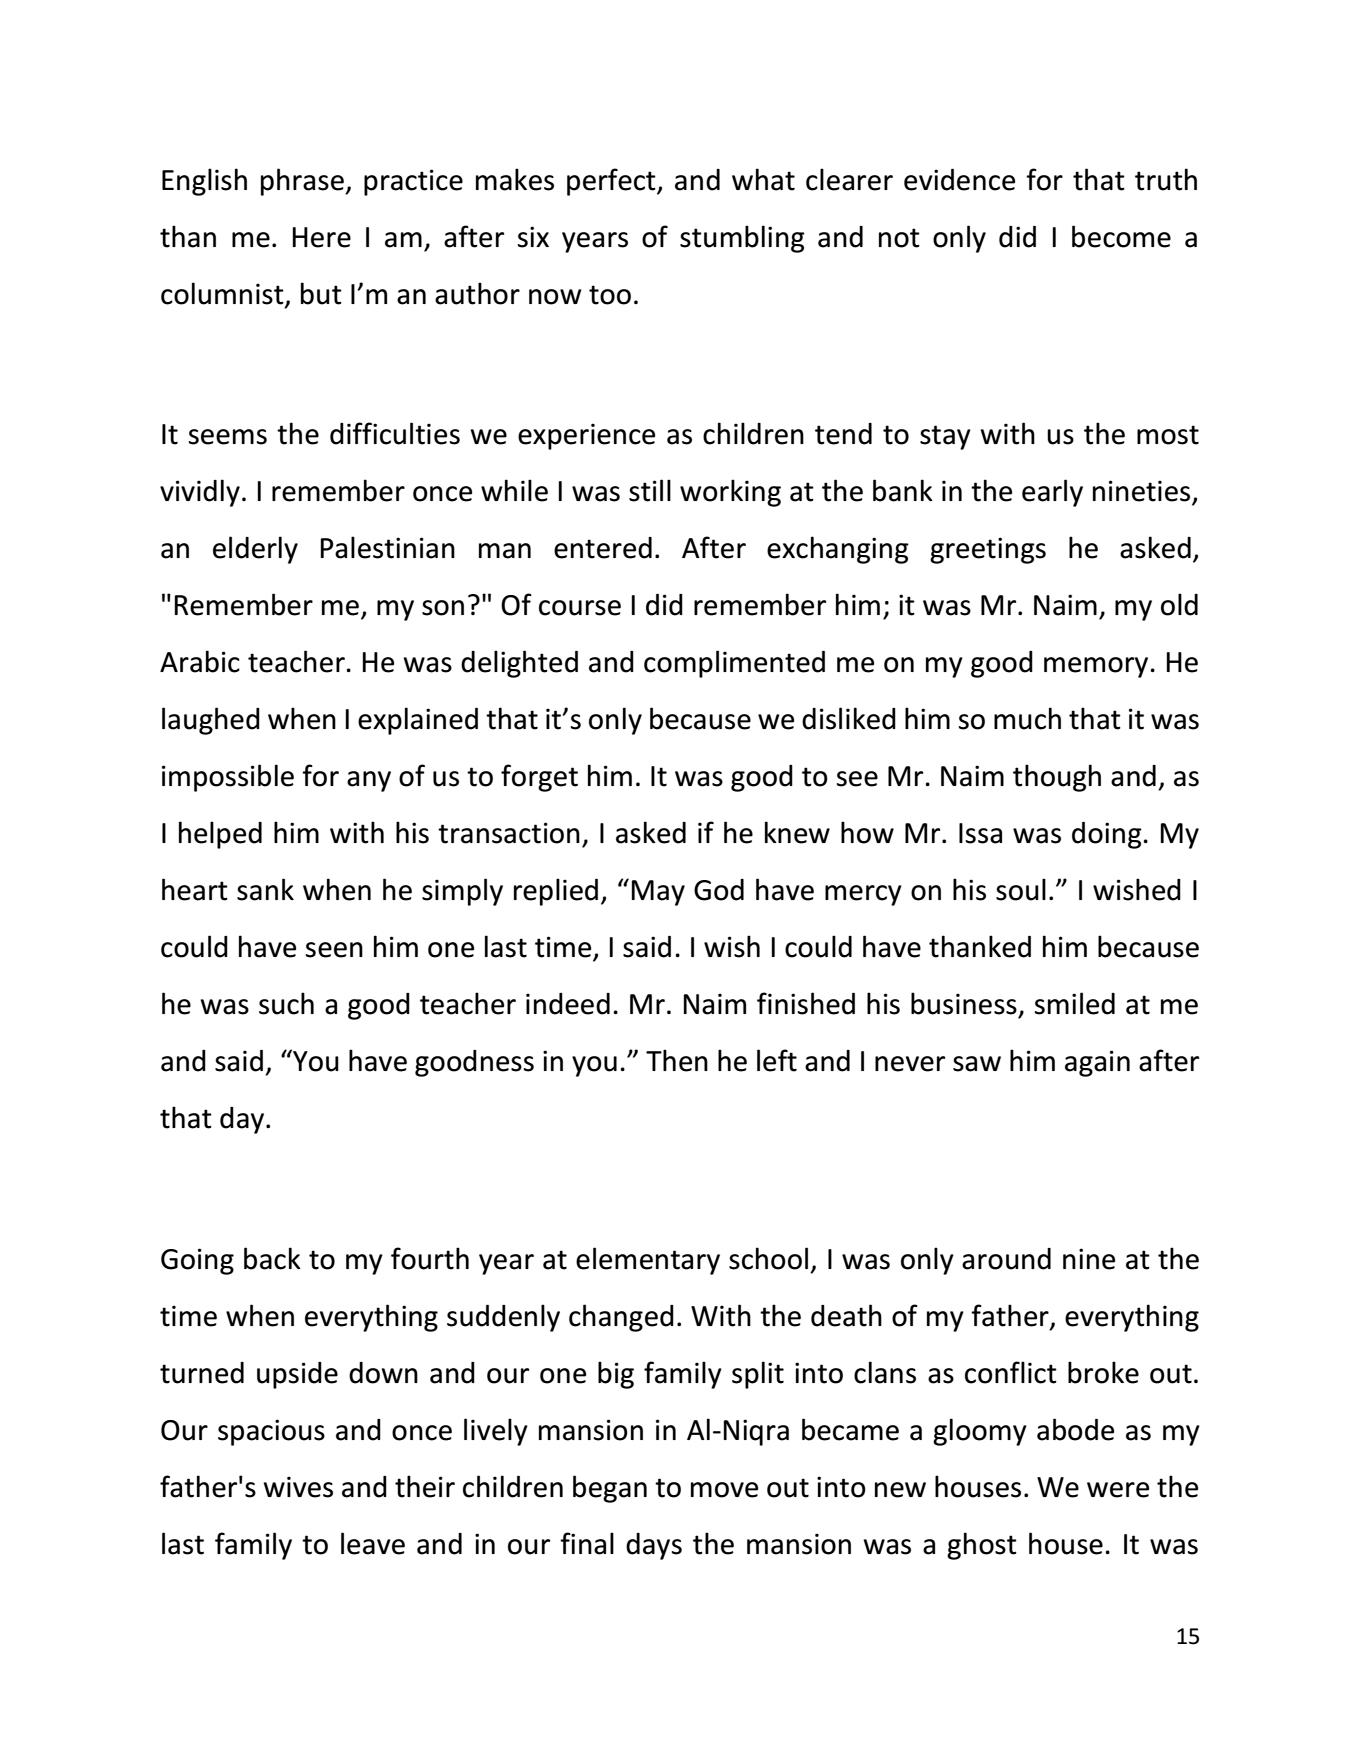 English phrase, practice makes perfect, and what clearer evidence for that truth
than me. Here I am, after six years of stumbling and not only did I become a
columnist, but I’m an author now too.
It seems the difficulties we experience as children tend to stay with us the most
vividly. I remember once while I was still working at the bank in the early nineties,
an elderly Palestinian man entered. After exchanging greetings he asked,
"Remember me, my son?" Of course I did remember him; it was Mr. Naim, my old
Arabic teacher. He was delighted and complimented me on my good memory. He
laughed when I explained that it’s only because we disliked him so much that it was
impossible for any of us to forget him. It was good to see Mr. Naim though and, as
I helped him with his transaction, I asked if he knew how Mr. Issa was doing. My
heart sank when he simply replied, “May God have mercy on his soul.” I wished I
could have seen him one last time, I said. I wish I could have thanked him because
he was such a good teacher indeed. Mr. Naim finished his business, smiled at me
and said, “You have goodness in you.” Then he left and I never saw him again after
that day.
Going back to my fourth year at elementary school, I was only around nine at the
time when everything suddenly changed. With the death of my father, everything
turned upside down and our one big family split into clans as conflict broke out.
Our spacious and once lively mansion in Al-Niqra became a gloomy abode as my
father's wives and their children began to move out into new houses. We were the
last family to leave and in our final days the mansion was a ghost house. It was
15